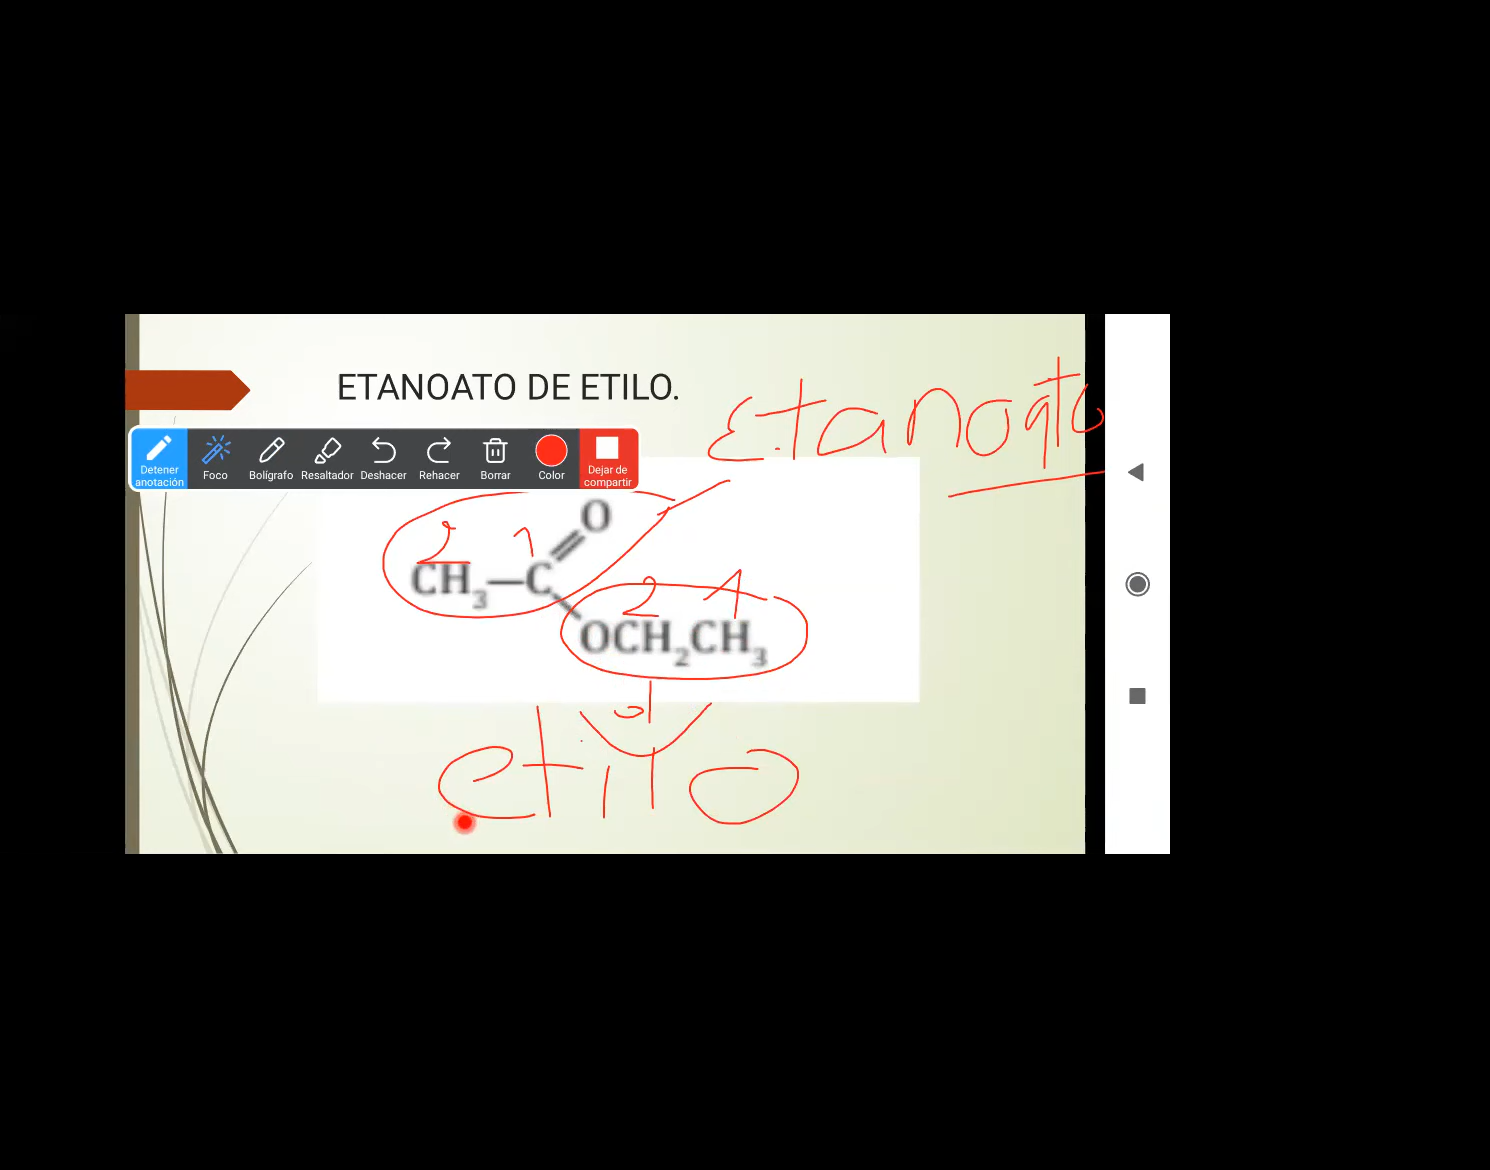 ETANOATO DE ETILO.
Etanoato
Detener anotación
Foco
Bolígrafo
Resaltador
Deshacer
Rehacer
Borrar
Color
Dejar de compartir
O
2 1
CH3—C
2 1
OCH2CH3
d
etilo